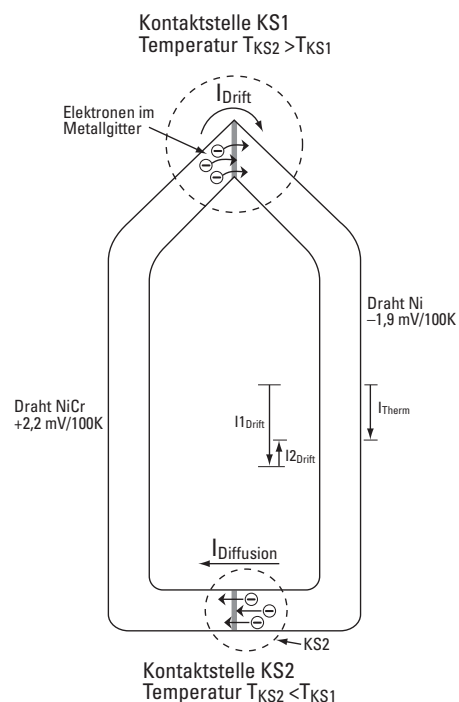 Kontaktstelle KS1
Temperatur TKS2 >TKS1
IDrift
Elektronen im
Metallgitter
Draht Ni
–1,9 mV/100K
Draht NiCr
+2,2 mV/100K
I1Drift
I2Drift
ITherm
IDiffusion
KS2
Kontaktstelle KS2
Temperatur TKS2 <TKS1